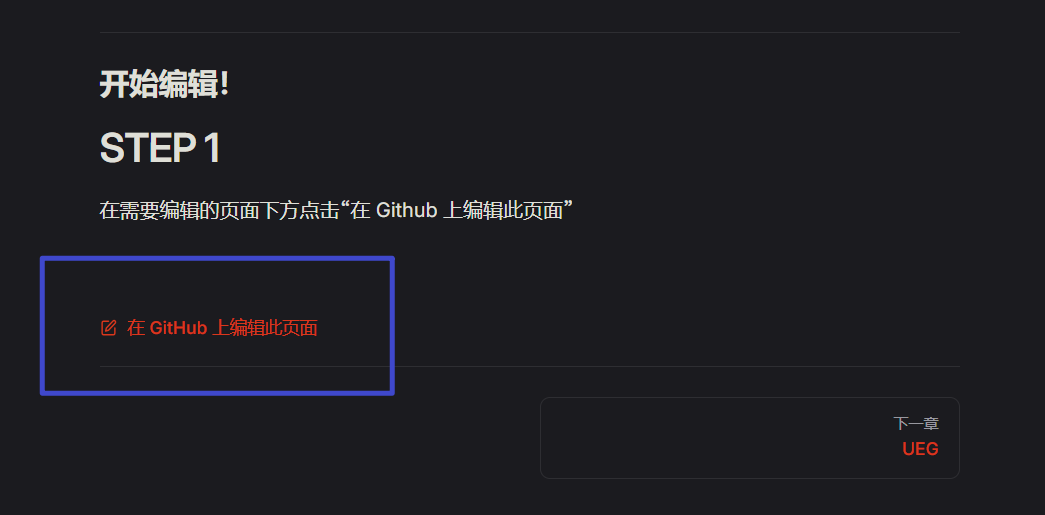 开始编辑!
STEP 1
在需要编辑的页面下方点击“在 Github 上编辑此页面”
在 GitHub 上编辑此页面
下一章
UEG